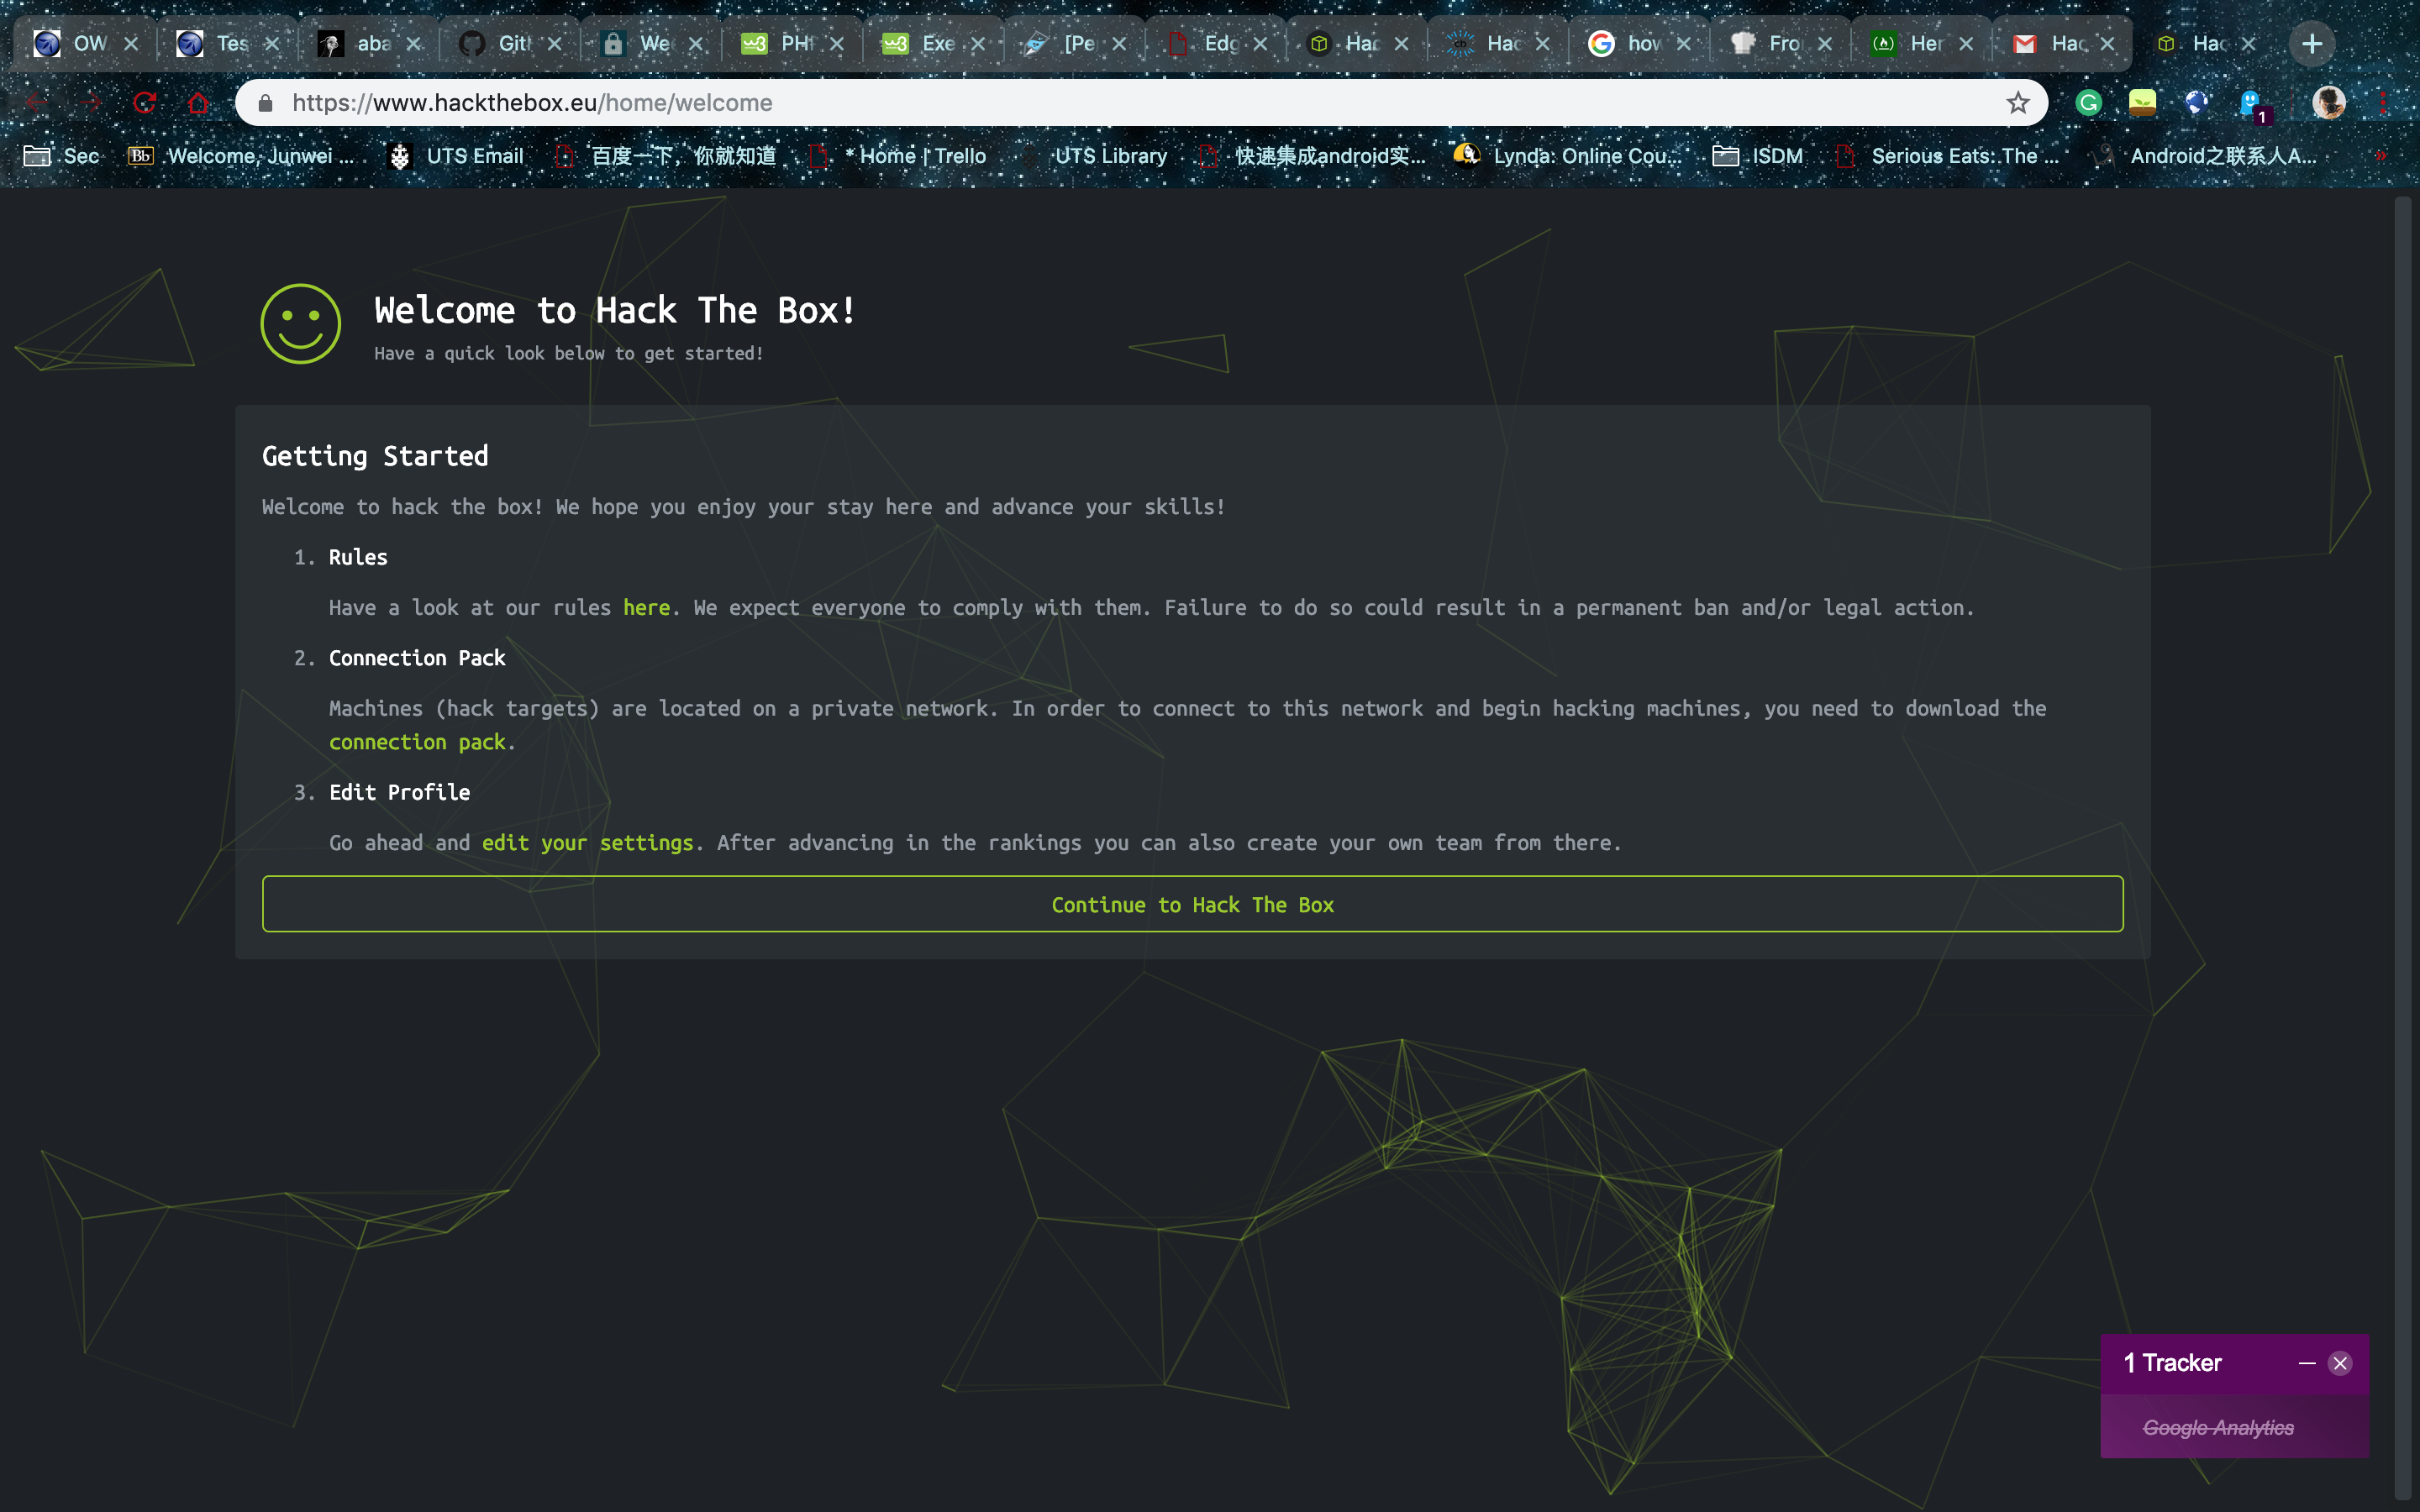 OW
Tes
aba
Git
We
PH
Exe
[Pe
Edg
Hac
Hac
how
Fro
Her
Hac
Hac
https://www.hackthebox.eu/home/welcome
1
Sec
Bb
Welcome, Junwei ...
UTS Email
百度一下，你就知道
* Home | Trello
UTS Library
快速集成android实...
Lynda: Online Cou...
ISDM
Serious Eats: The ...
Android之联系人A...
»
Welcome to Hack The Box!
Have a quick look below to get started!
Getting Started
Welcome to hack the box! We hope you enjoy your stay here and advance your skills!
1. Rules
Have a look at our rules here. We expect everyone to comply with them. Failure to do so could result in a permanent ban and/or legal action.
2. Connection Pack
Machines (hack targets) are located on a private network. In order to connect to this network and begin hacking machines, you need to download the
connection pack.
3. Edit Profile
Go ahead and edit your settings. After advancing in the rankings you can also create your own team from there.
Continue to Hack The Box
1 Tracker
Google Analytics